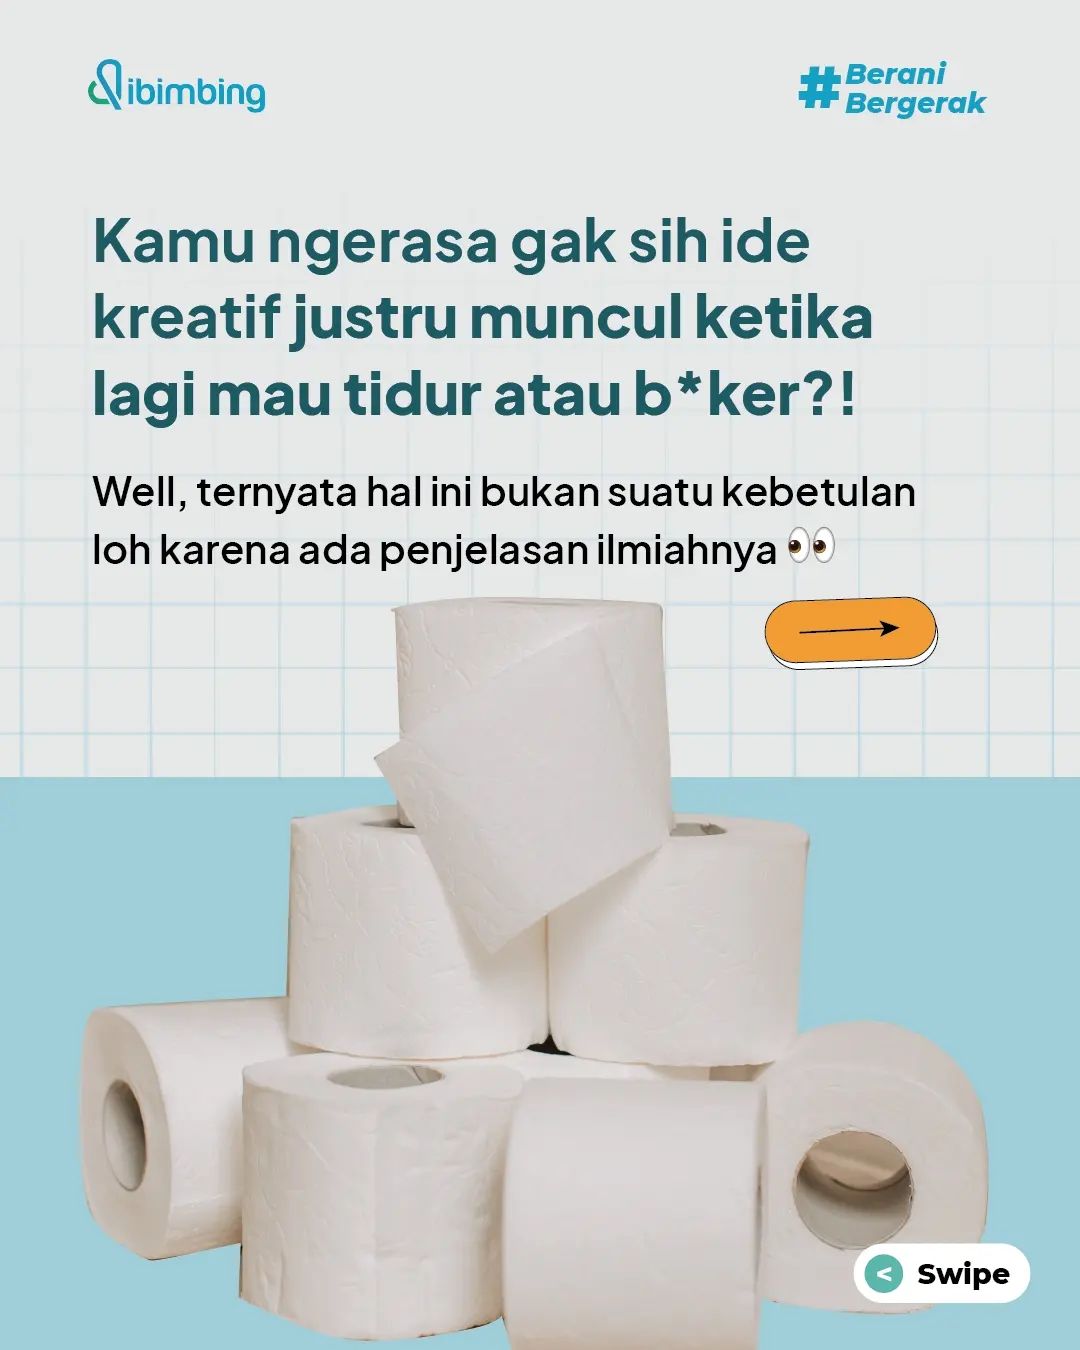 ibimbing
#Berani
Bergerak
Kamu ngerasa gak sih ide
kreatif justru muncul ketika
lagi mau tidur atau b*ker?!
Well, ternyata hal ini bukan suatu kebetulan
loh karena ada penjelasan ilmiahnya 👀
< Swipe